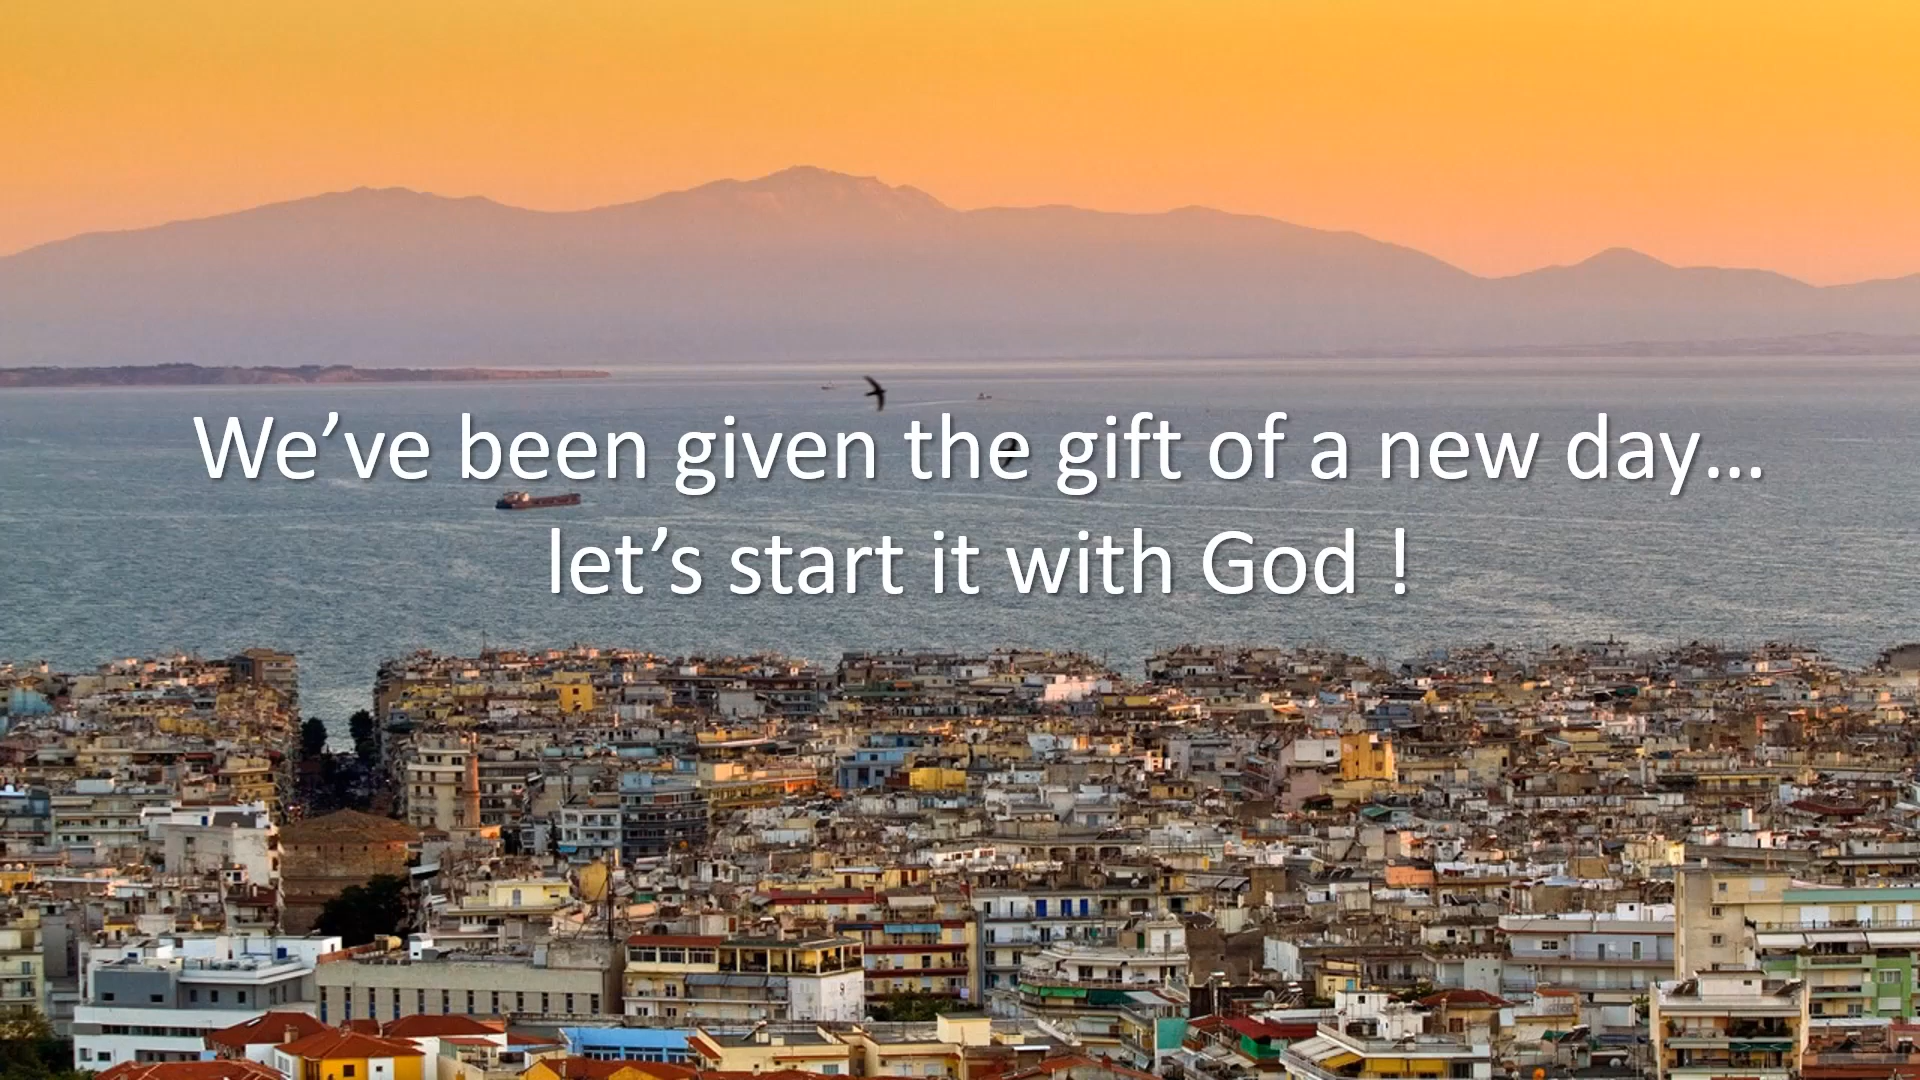 We’ve been given the gift of a new day…
let’s start it with God !